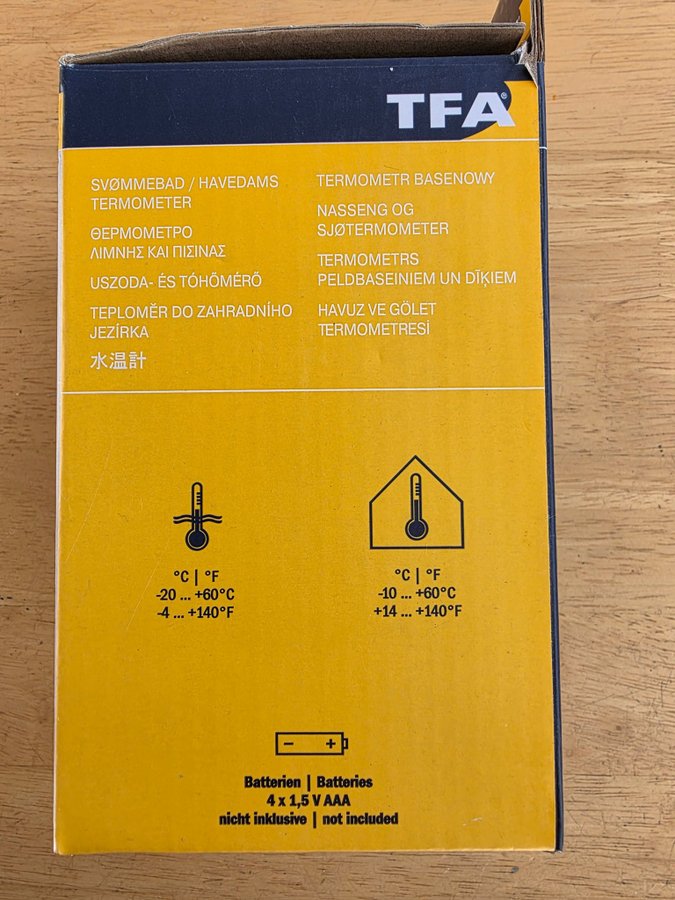 TFA®
SVØMMEBAD / HAVEDAMS
TERMOMETER
ΘΕΡΜΟΜΕΤΡΟ
ΛΙΜΝΗΣ ΚΑΙ ΠΙΣΙΝΑΣ
USZODA- ÉS TÓHŐMÉRŐ
TEPLOMĚR DO ZAHRADNÍHO
JEZÍRKA
水温計
TERMOMETR BASENOWY
NASSENG OG
SJØTERMOMETER
TERMOMETRS
PELDBASEINIEM UN DĪĶIEM
HAVUZ VE GÖLET
TERMOMETRESİ
°C | °F
-20 ... +60°C
-4 ... +140°F
°C | °F
-10 ... +60°C
+14 ... +140°F
Batterien | Batteries
4 x 1,5 V AAA
nicht inklusive | not included